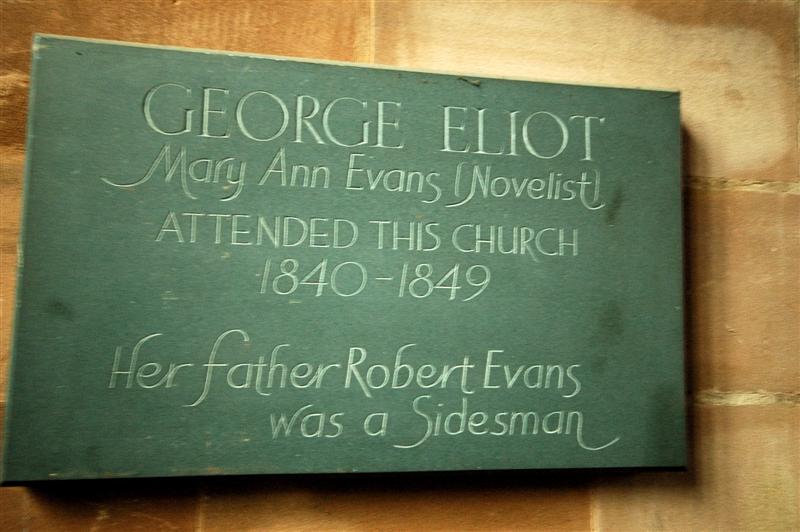 GEORGE ELIOT
Mary Ann Evans (Novelist)
ATTENDED THIS CHURCH
1840-1849
Her father Robert Evans
was a Sidesman